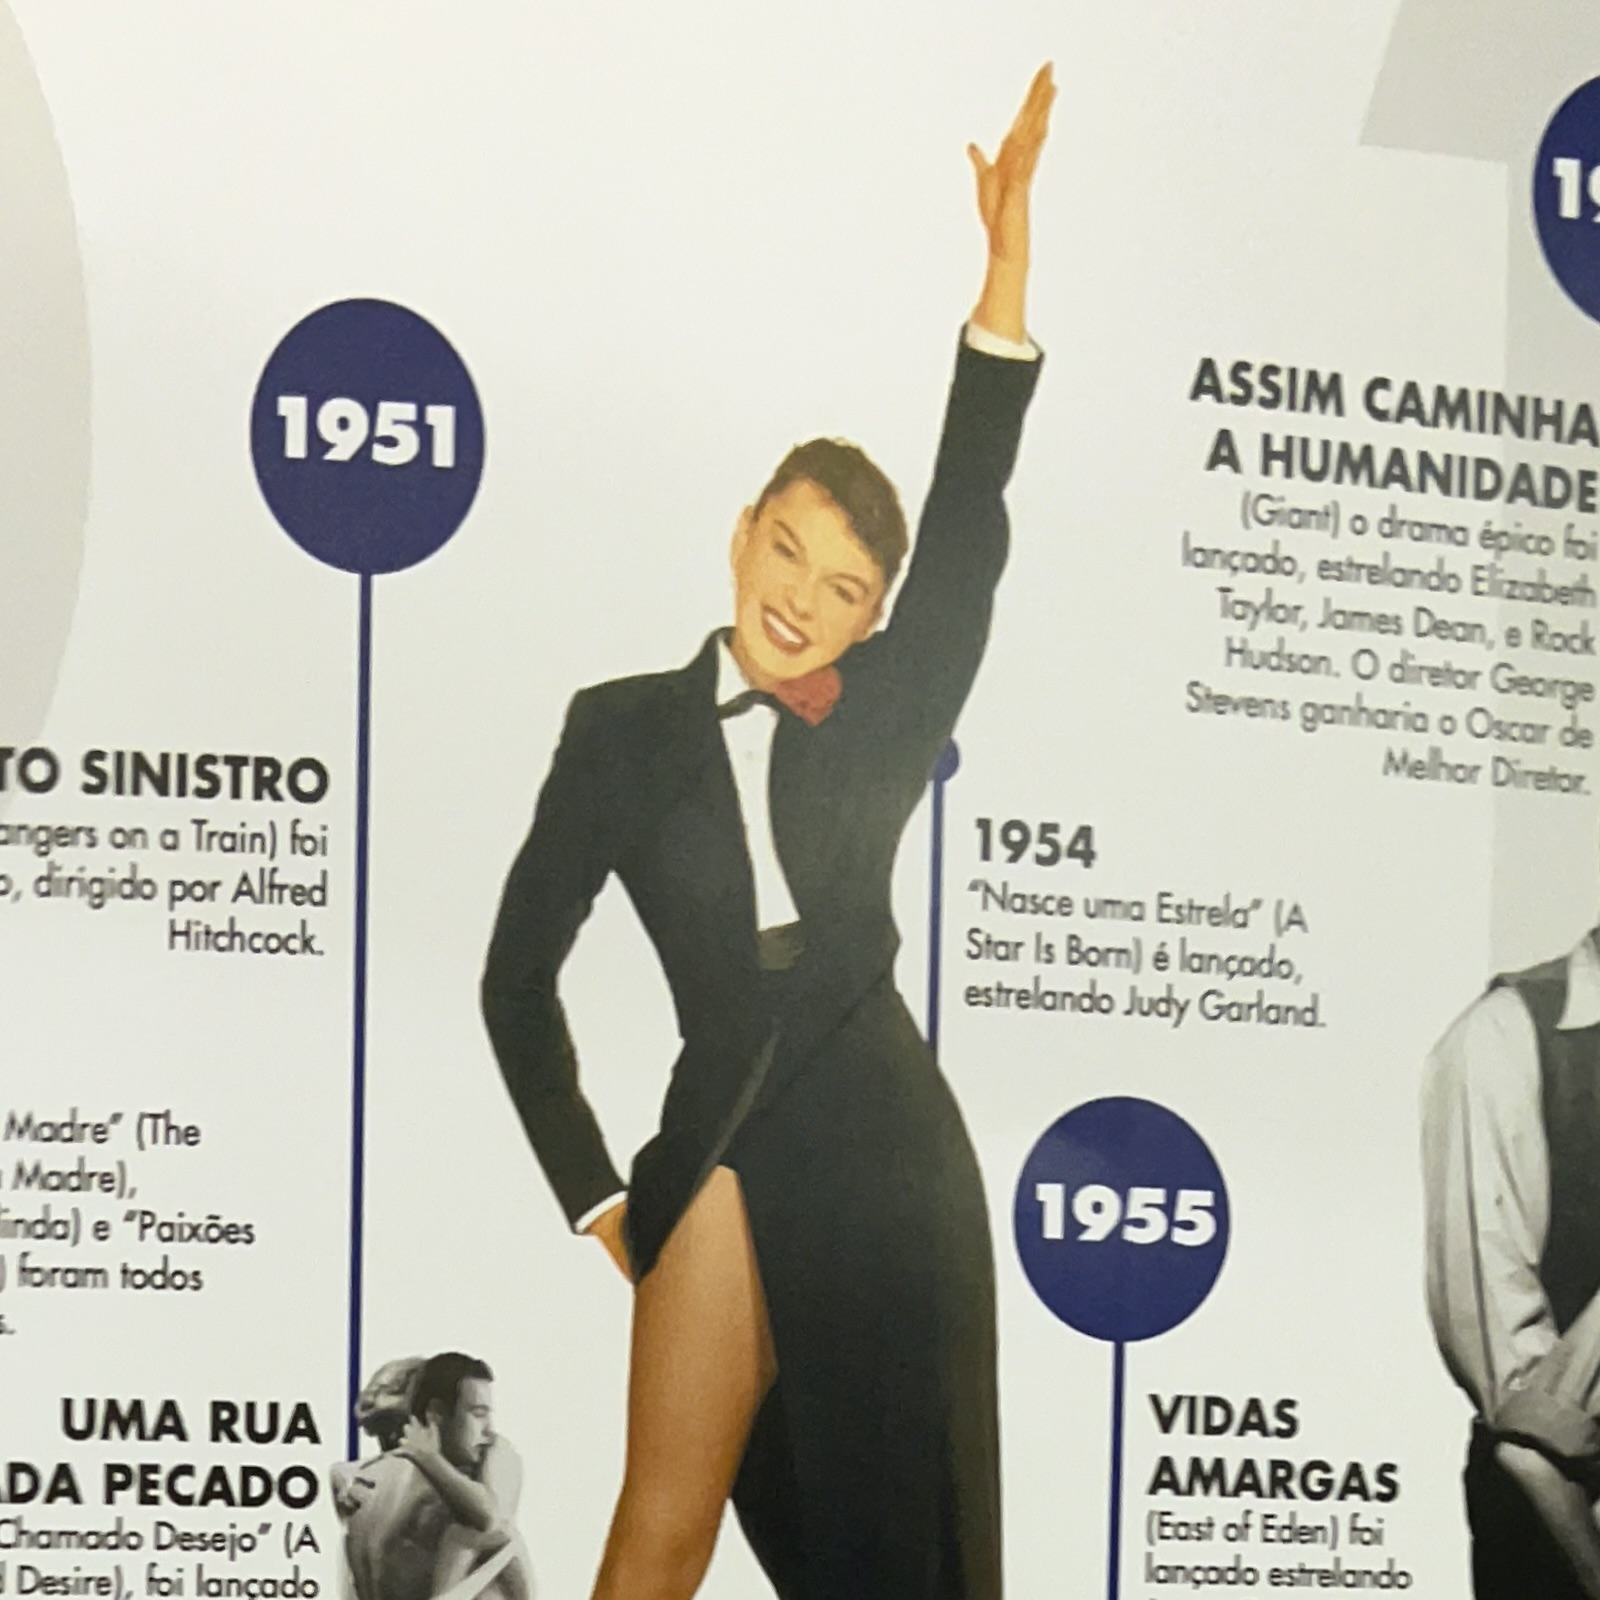 1951
TO SINISTRO
angers on a Train) foi
o, dirigido por Alfred
Hitchcock.
Madre” (The
Madre),
linda) e “Paixões
) foram todos
s.
UMA RUA
ADA PECADO
Chamado Desejo” (A
d Desire), foi lançado
19
ASSIM CAMINHA
A HUMANIDADE
(Giant) o drama épico foi
lançado, estrelando Elizabeth
Taylor, James Dean, e Rock
Hudson. O diretor George
Stevens ganharia o Oscar de
Melhor Diretor.
1954
“Nasce uma Estrela” (A
Star Is Born) é lançado,
estrelando Judy Garland.
1955
VIDAS
AMARGAS
(East of Eden) foi
lançado estrelando